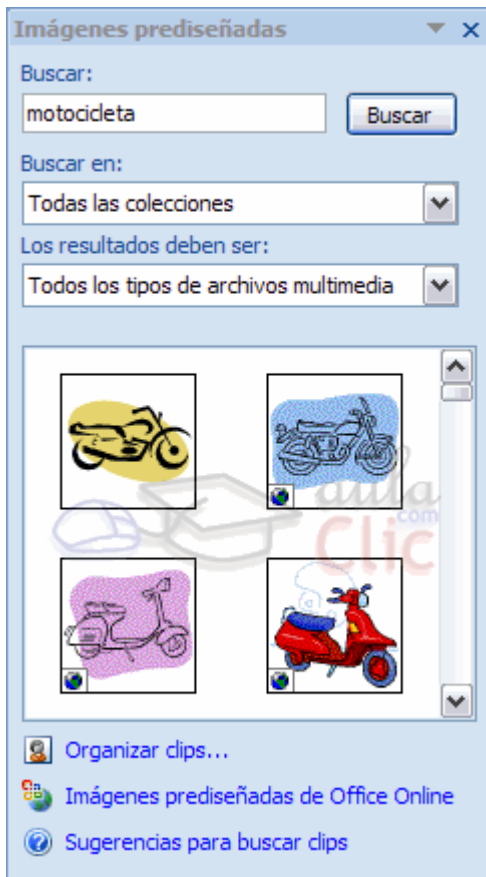 Imágenes prediseñadas
Buscar:
motocicleta
Buscar
Buscar en:
Todas las colecciones
Los resultados deben ser:
Todos los tipos de archivos multimedia
aula
.com
Clic
Organizar clips...
Imágenes prediseñadas de Office Online
Sugerencias para buscar clips